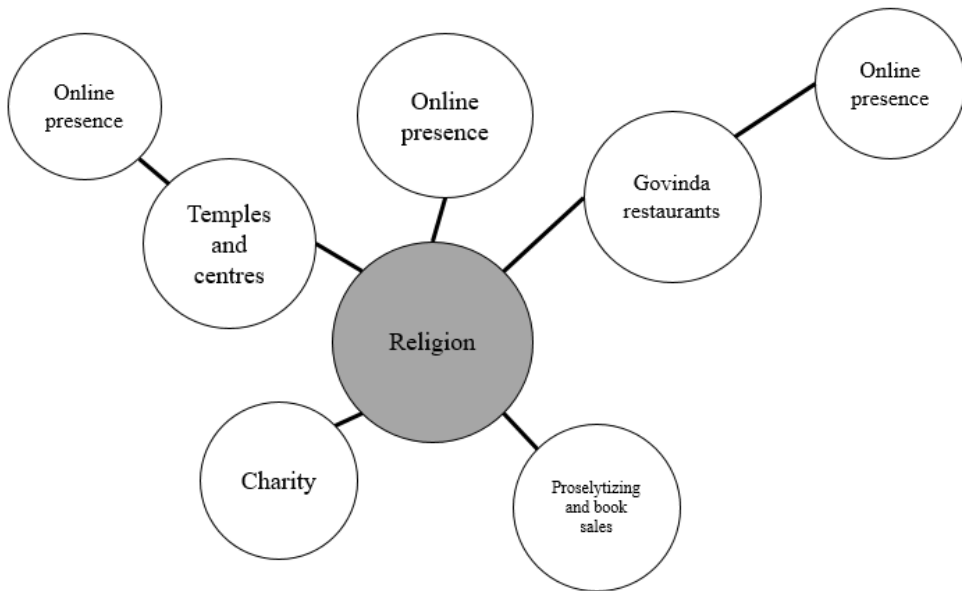 Online
presence
Online
presence
Online
presence
Temples
and
centres
Govinda
restaurants
Religion
Charity
Proselytizing
and book
sales